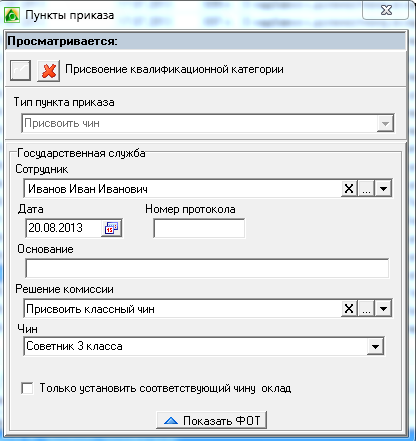 Пункты приказа
Просматривается:
Присвоение квалификационной категории
Тип пункта приказа
Присвоить чин
Государственная служба
Сотрудник
Иванов Иван Иванович X ...
Дата Номер протокола
20.08.2013 15
Основание
Решение комиссии
Присвоить классный чин X ...
Чин
Советник 3 класса
Только установить соответствующий чину оклад
Показать ФОТ